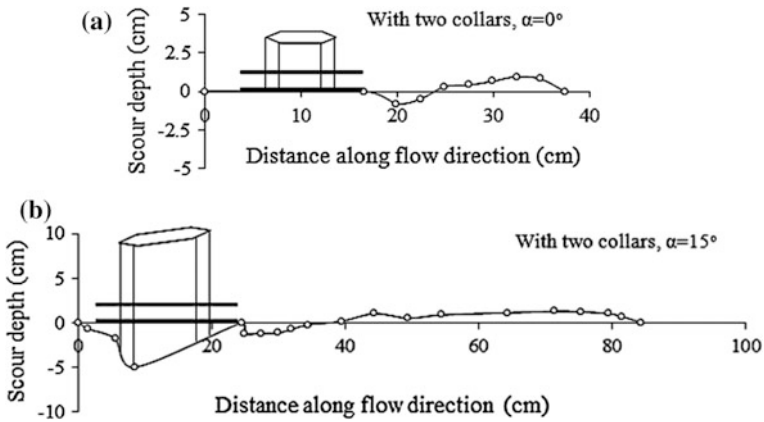 (a)
With two collars, α=0°
Scour depth (cm)
5
2.5
0
-2.5
-5
0
10
20
30
40
Distance along flow direction (cm)
(b)
With two collars, α=15°
Scour depth (cm)
10
5
0
-5
-10
0
20
40
60
80
100
Distance along flow direction (cm)